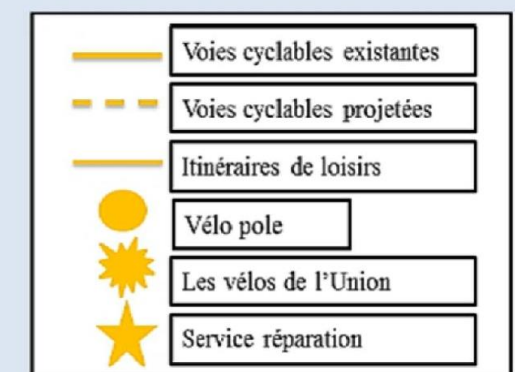 Voies cyclables existantes
Voies cyclables projetées
Itinéraires de loisirs
Vélo pole
Les vélos de l'Union
Service réparation